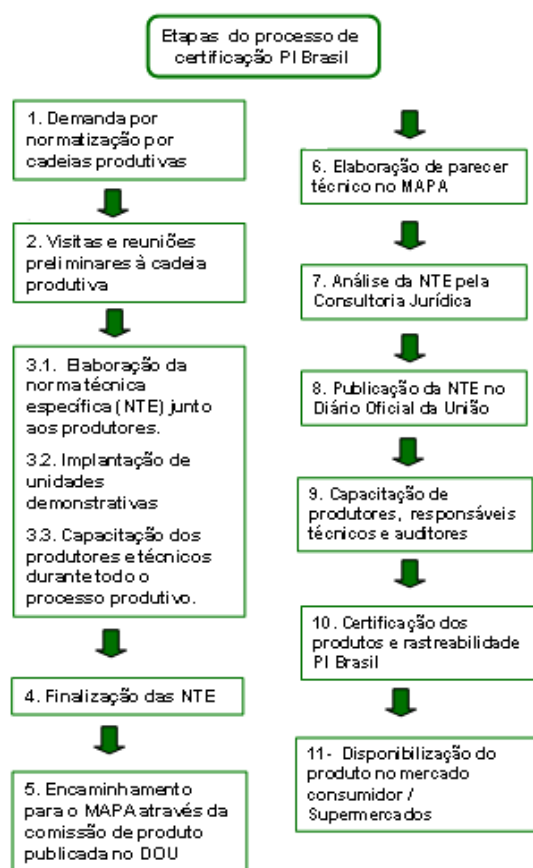 Etapas do processo de
certificação PI Brasil
1. Demanda por
normatização por
cadeias produtivas
2. Visitas e reuniões
preliminares à cadeia
produtiva
3.1. Elaboração da
norma técnica
específica (NTE) junto
aos produtores.
3.2. Implantação de
unidades
demonstrativas
3.3. Capacitação dos
produtores e técnicos
durante todo o
processo produtivo.
4. Finalização das NTE
5. Encaminhamento
para o MAPA através da
comissão de produto
publicada no DOU
6. Elaboração de parecer
técnico no MAPA
7. Análise da NTE pela
Consultoria Jurídica
8. Publicação da NTE no
Diário Oficial da União
9. Capacitação de
produtores, responsáveis
técnicos e auditores
10. Certificação dos
produtos e rastreabilidade
PI Brasil
11- Disponibilização do
produto no mercado
consumidor /
Supermercados